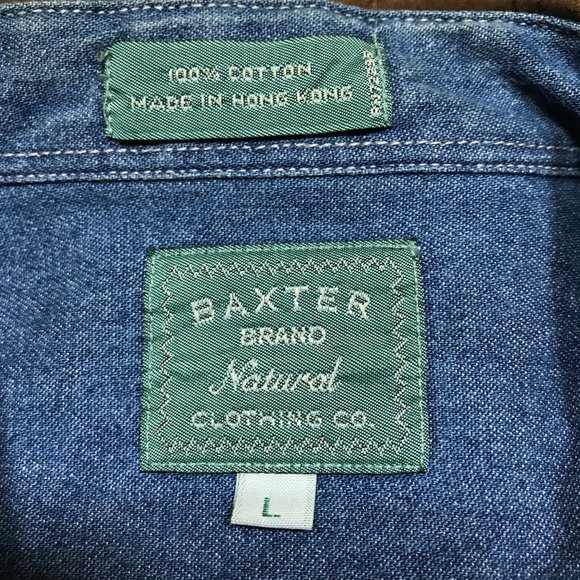 100% COTTON
MADE IN HONG KONG
BAXTER
BRAND
Natural
CLOTHING CO.
L